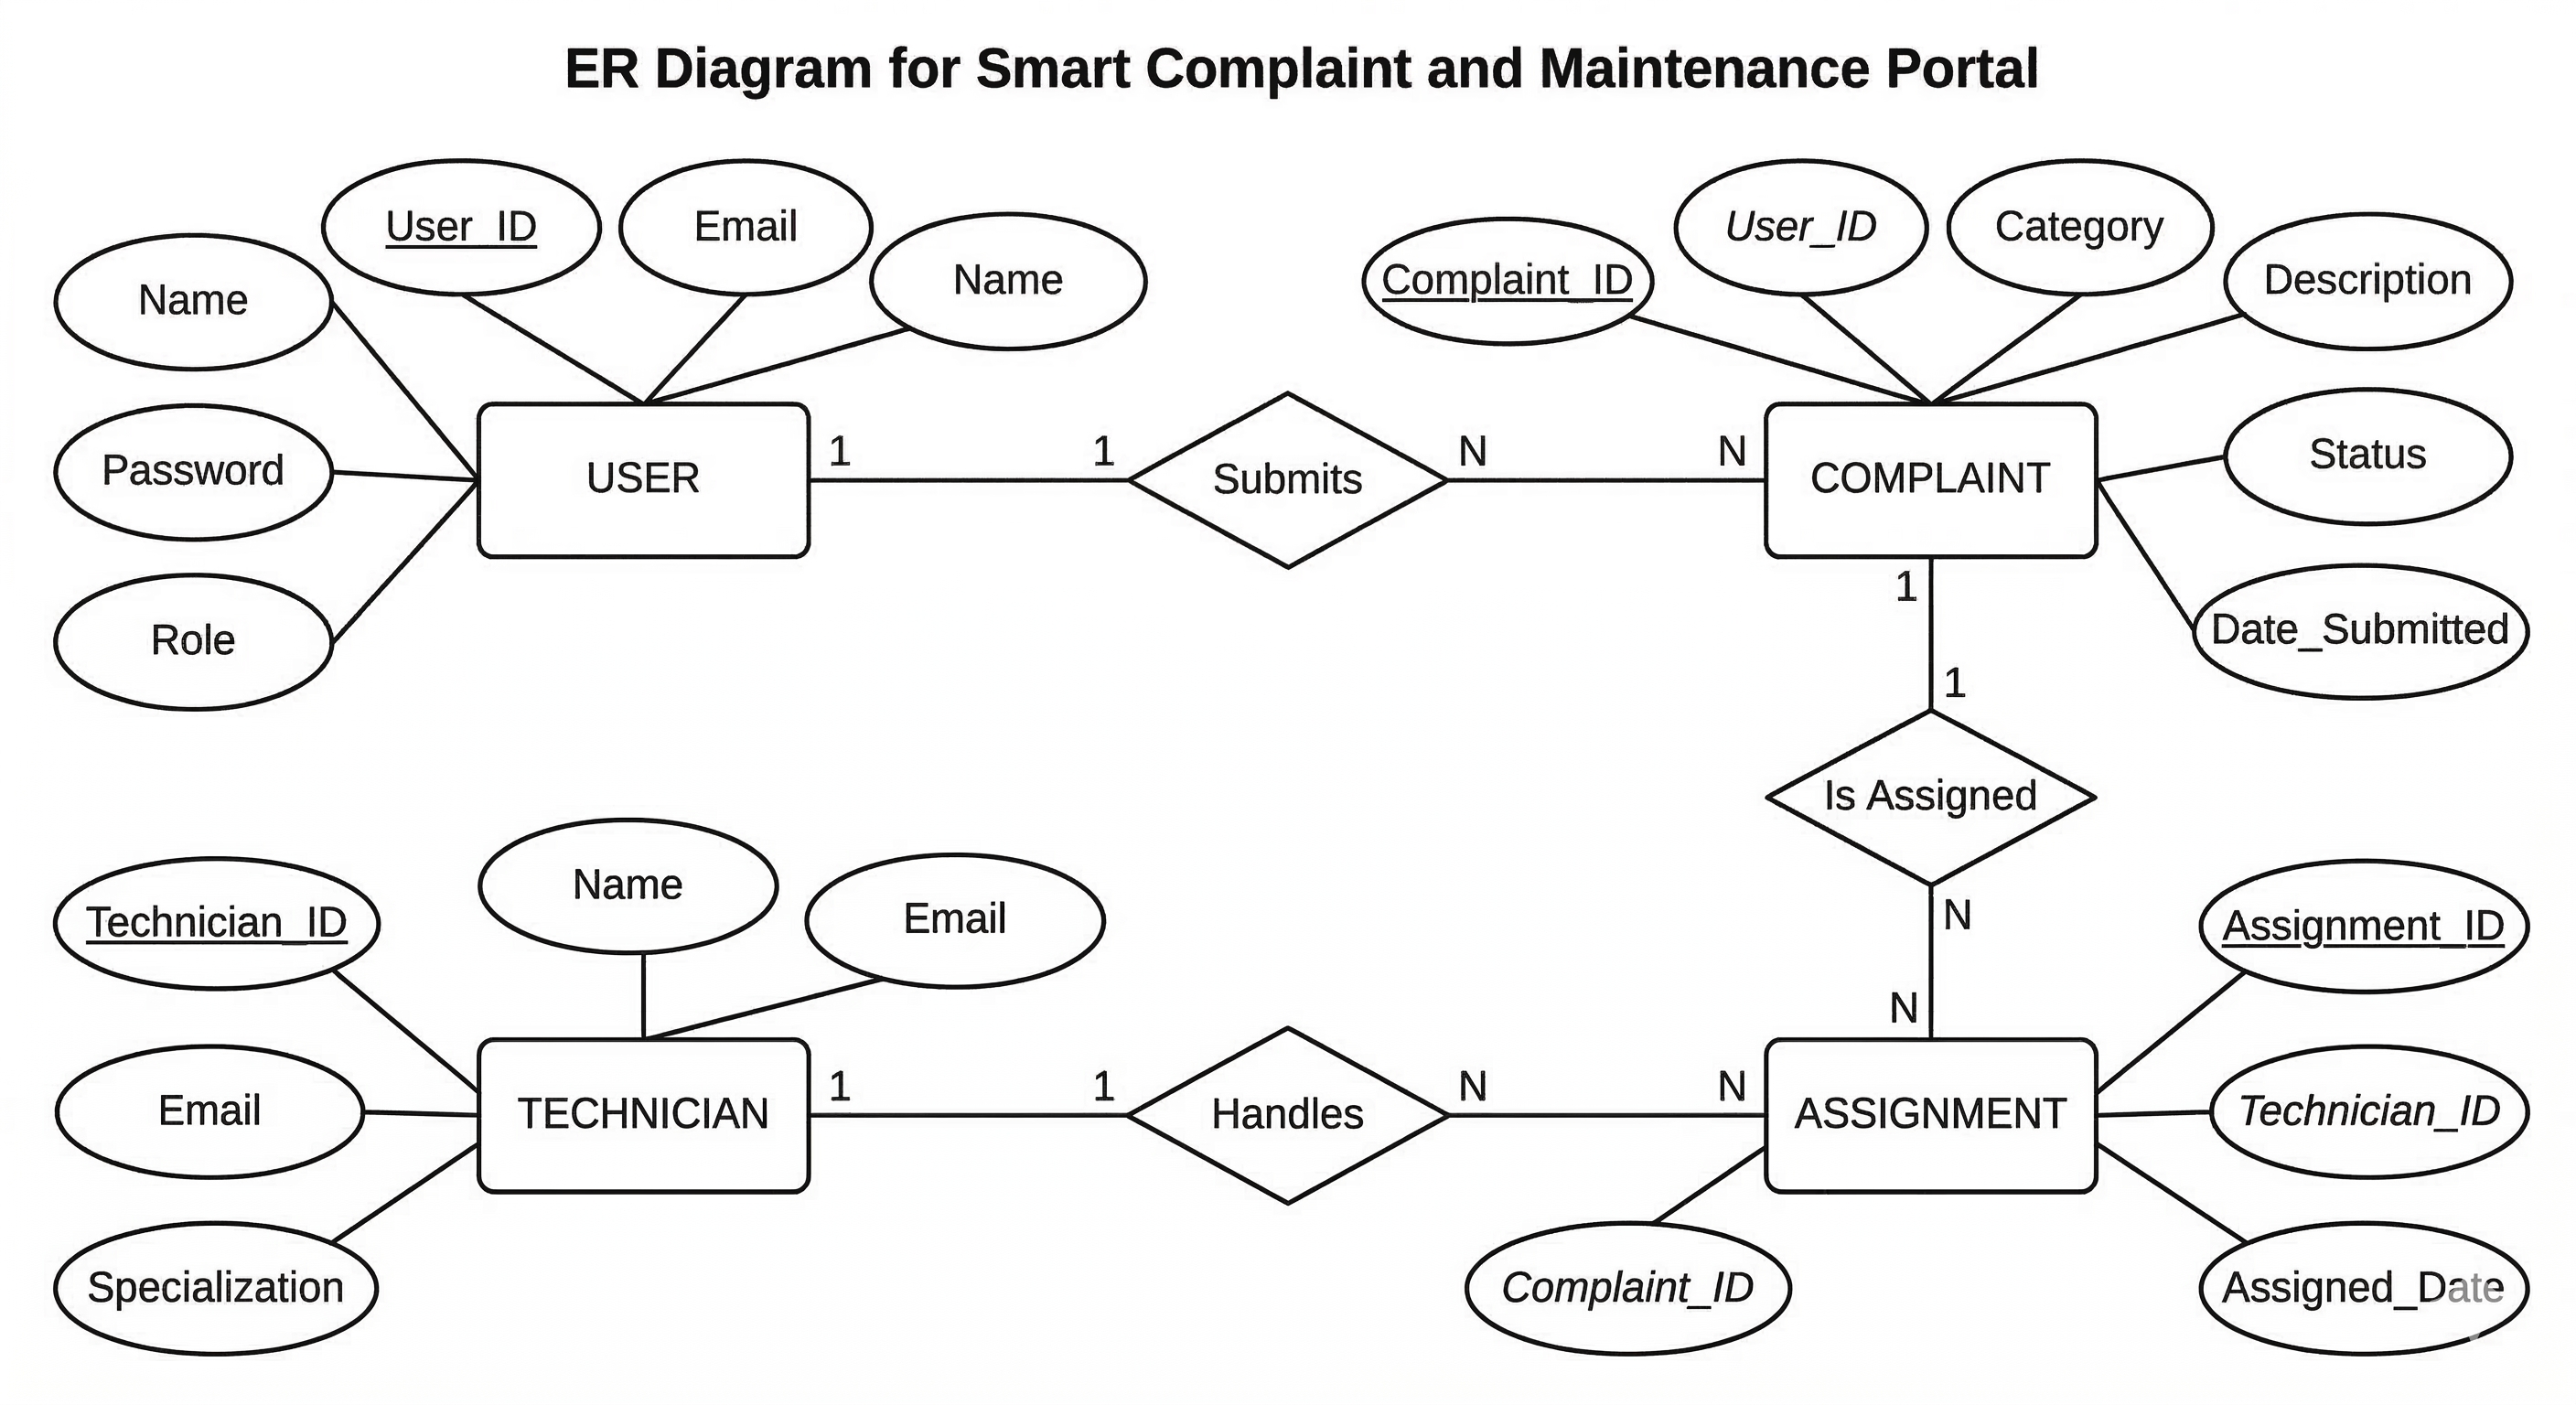 ER Diagram for Smart Complaint and Maintenance Portal
User_ID
Email
Name
Name
Password
Role
USER
1
1
Submits
N
N
Complaint_ID
User_ID
Category
Description
Status
Date_Submitted
COMPLAINT
1
1
Is Assigned
N
N
Technician_ID
Name
Email
Email
Specialization
TECHNICIAN
1
1
Handles
N
N
ASSIGNMENT
Assignment_ID
Technician_ID
Assigned_Date
Complaint_ID